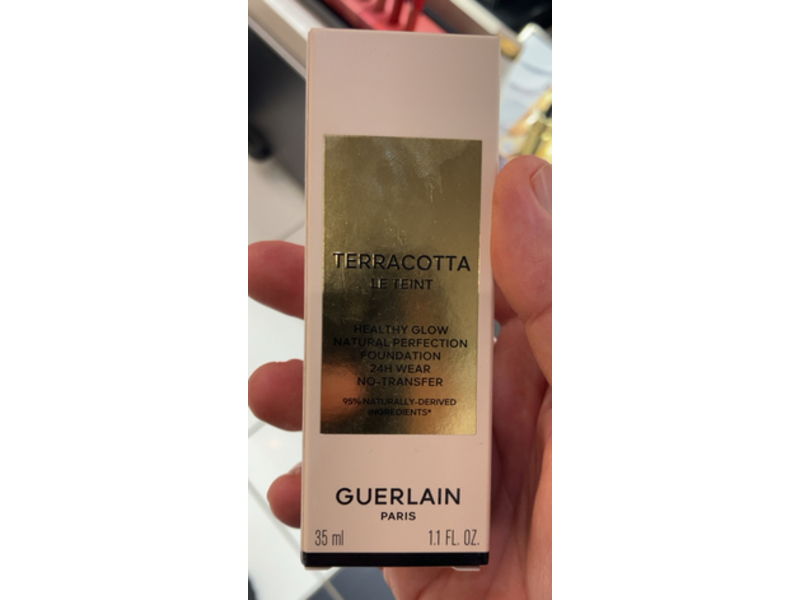 TERRACOTTA
LE TEINT
HEALTHY GLOW
NATURAL PERFECTION
FOUNDATION
24H WEAR
NO-TRANSFER
95% NATURALLY-DERIVED
INGREDIENTS*
GUERLAIN
PARIS
35 ml 1.1 FL. OZ.